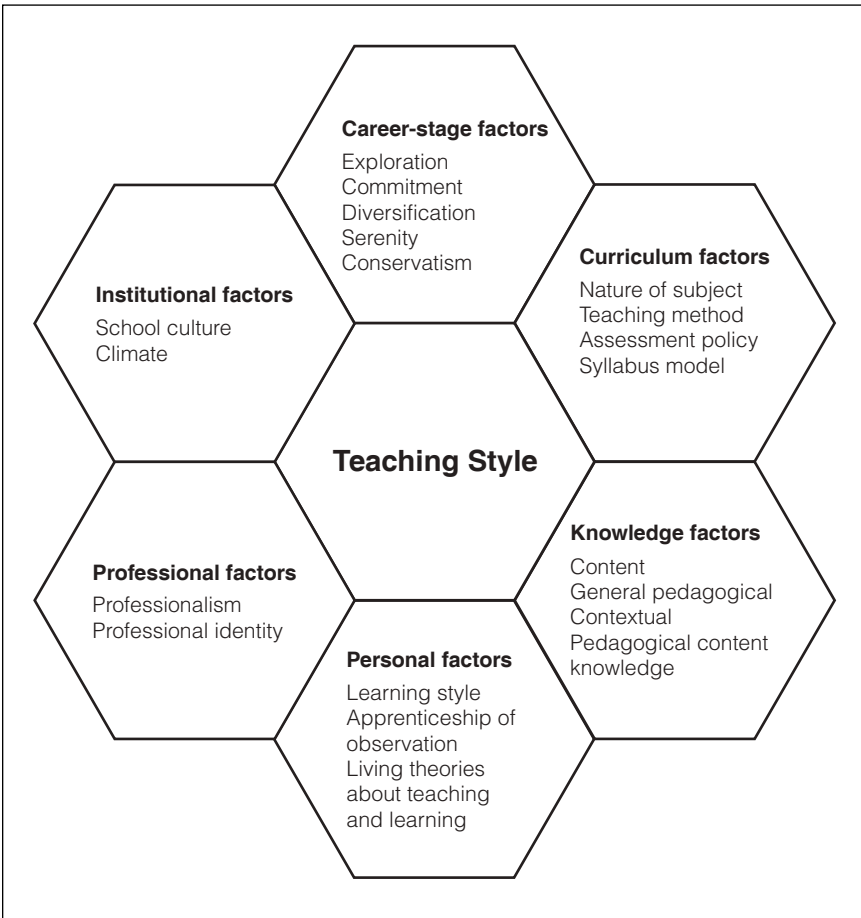 Career-stage factors
Exploration
Commitment
Diversification
Serenity
Conservatism
Institutional factors
School culture
Climate
Curriculum factors
Nature of subject
Teaching method
Assessment policy
Syllabus model
Teaching Style
Professional factors
Professionalism
Professional identity
Knowledge factors
Content
General pedagogical
Contextual
Pedagogical content
knowledge
Personal factors
Learning style
Apprenticeship of
observation
Living theories
about teaching
and learning